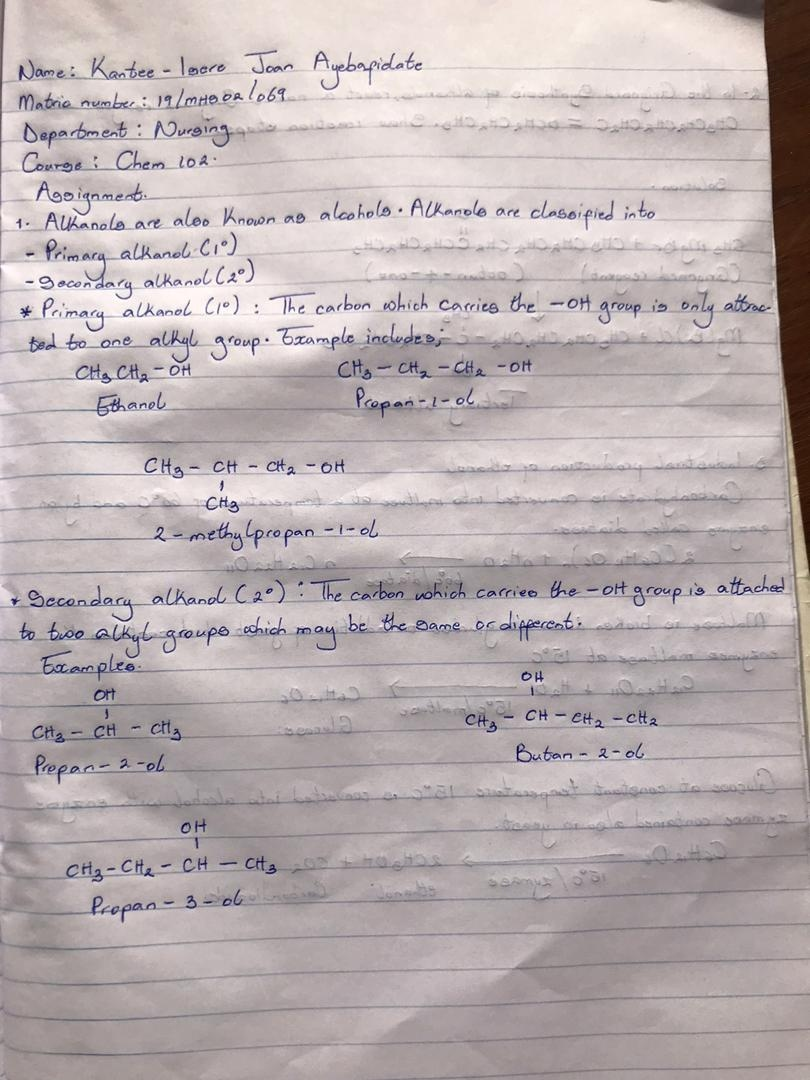 Name: Kanbee - Ioere Joan Ayebapidate
Matric number: 19/MHS02/069
Department: Nursing
Course: Chem 102.
Assignment.
1. Alkanols are also known as alcohols. Alkanols are classified into
- Primary alkanol (1°)
- Secondary alkanol (2°)
* Primary alkanol (1°): The carbon which carries the -OH group is only attrac-
ted to one alkyl group. Example includes;
CH3CH2-OH CH3-CH2-CH2-OH
Ethanol Propan-1-ol
CH3-CH-CH2-OH
CH3
2-methylpropan-1-ol
* Secondary alkanol (2°): The carbon which carries the -OH group is attached
to two alkyl groups which may be the same or different.
Examples.
OH OH
CH3-CH-CH3 CH3-CH-CH2-CH2
Propan-2-ol Butan-2-ol
OH
CH3-CH2-CH-CH3
Propan-3-ol